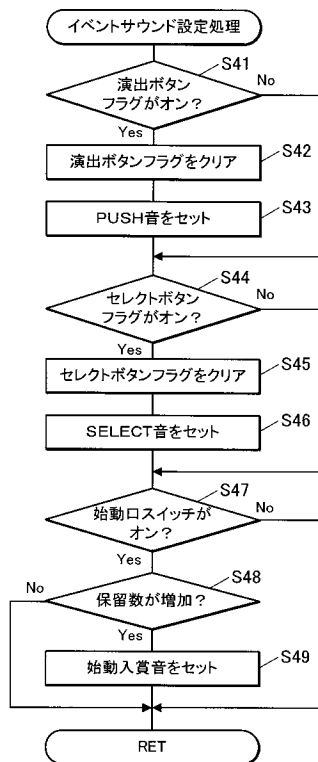 イベントサウンド設定処理
S41
演出ボタン
フラグがオン？
No
Yes
S42
演出ボタンフラグをクリア
S43
PUSH音をセット
S44
セレクトボタン
フラグがオン？
No
Yes
S45
セレクトボタンフラグをクリア
S46
SELECT音をセット
S47
始動口スイッチが
オン？
No
Yes
S48
No
保留数が増加？
Yes
S49
始動入賞音をセット
RET